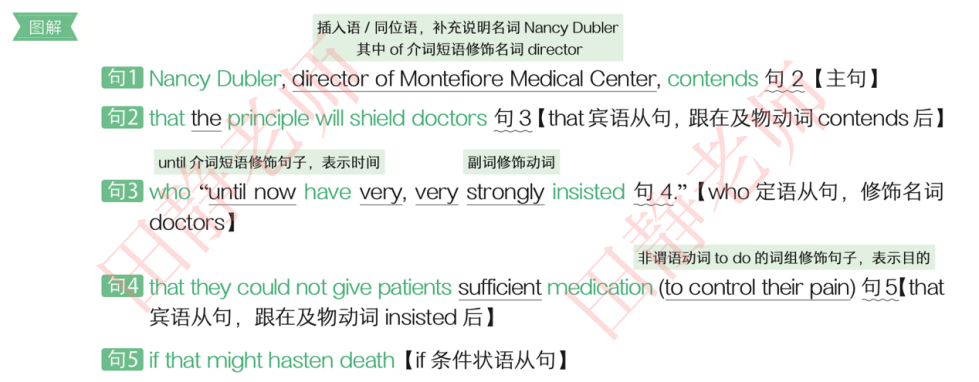 图解
插入语 / 同位语，补充说明名词 Nancy Dubler
其中 of 介词短语修饰名词 director
句1 Nancy Dubler, director of Montefiore Medical Center, contends 句 2【主句】
句2 that the principle will shield doctors 句 3【that 宾语从句，跟在及物动词 contends 后】
until 介词短语修饰句子，表示时间 副词修饰动词
句3 who “until now have very, very strongly insisted 句 4.”【who 定语从句，修饰名词
doctors】
非谓语动词 to do 的词组修饰句子，表示目的
句4 that they could not give patients sufficient medication (to control their pain) 句 5【that
宾语从句，跟在及物动词 insisted 后】
句5 if that might hasten death【if 条件状语从句】
田静老师
田静老师